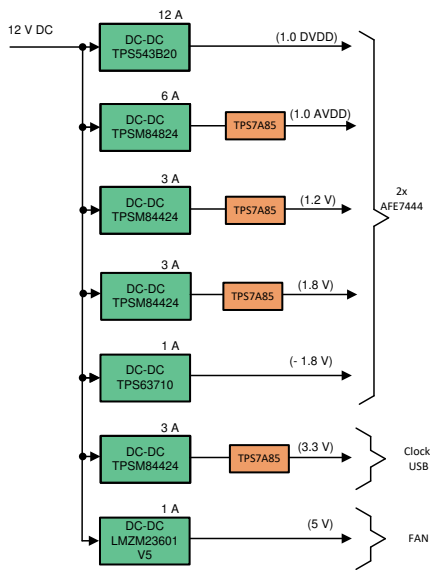 12 A
12 V DC
DC-DC
TPS543B20
(1.0 DVDD)
6 A
DC-DC
TPSM84824
TPS7A85
(1.0 AVDD)
3 A
DC-DC
TPSM84424
TPS7A85
(1.2 V)
2x
AFE7444
3 A
DC-DC
TPSM84424
TPS7A85
(1.8 V)
1 A
DC-DC
TPS63710
(- 1.8 V)
3 A
DC-DC
TPSM84424
TPS7A85
(3.3 V)
Clock
USB
1 A
DC-DC
LMZM23601
V5
(5 V)
FAN